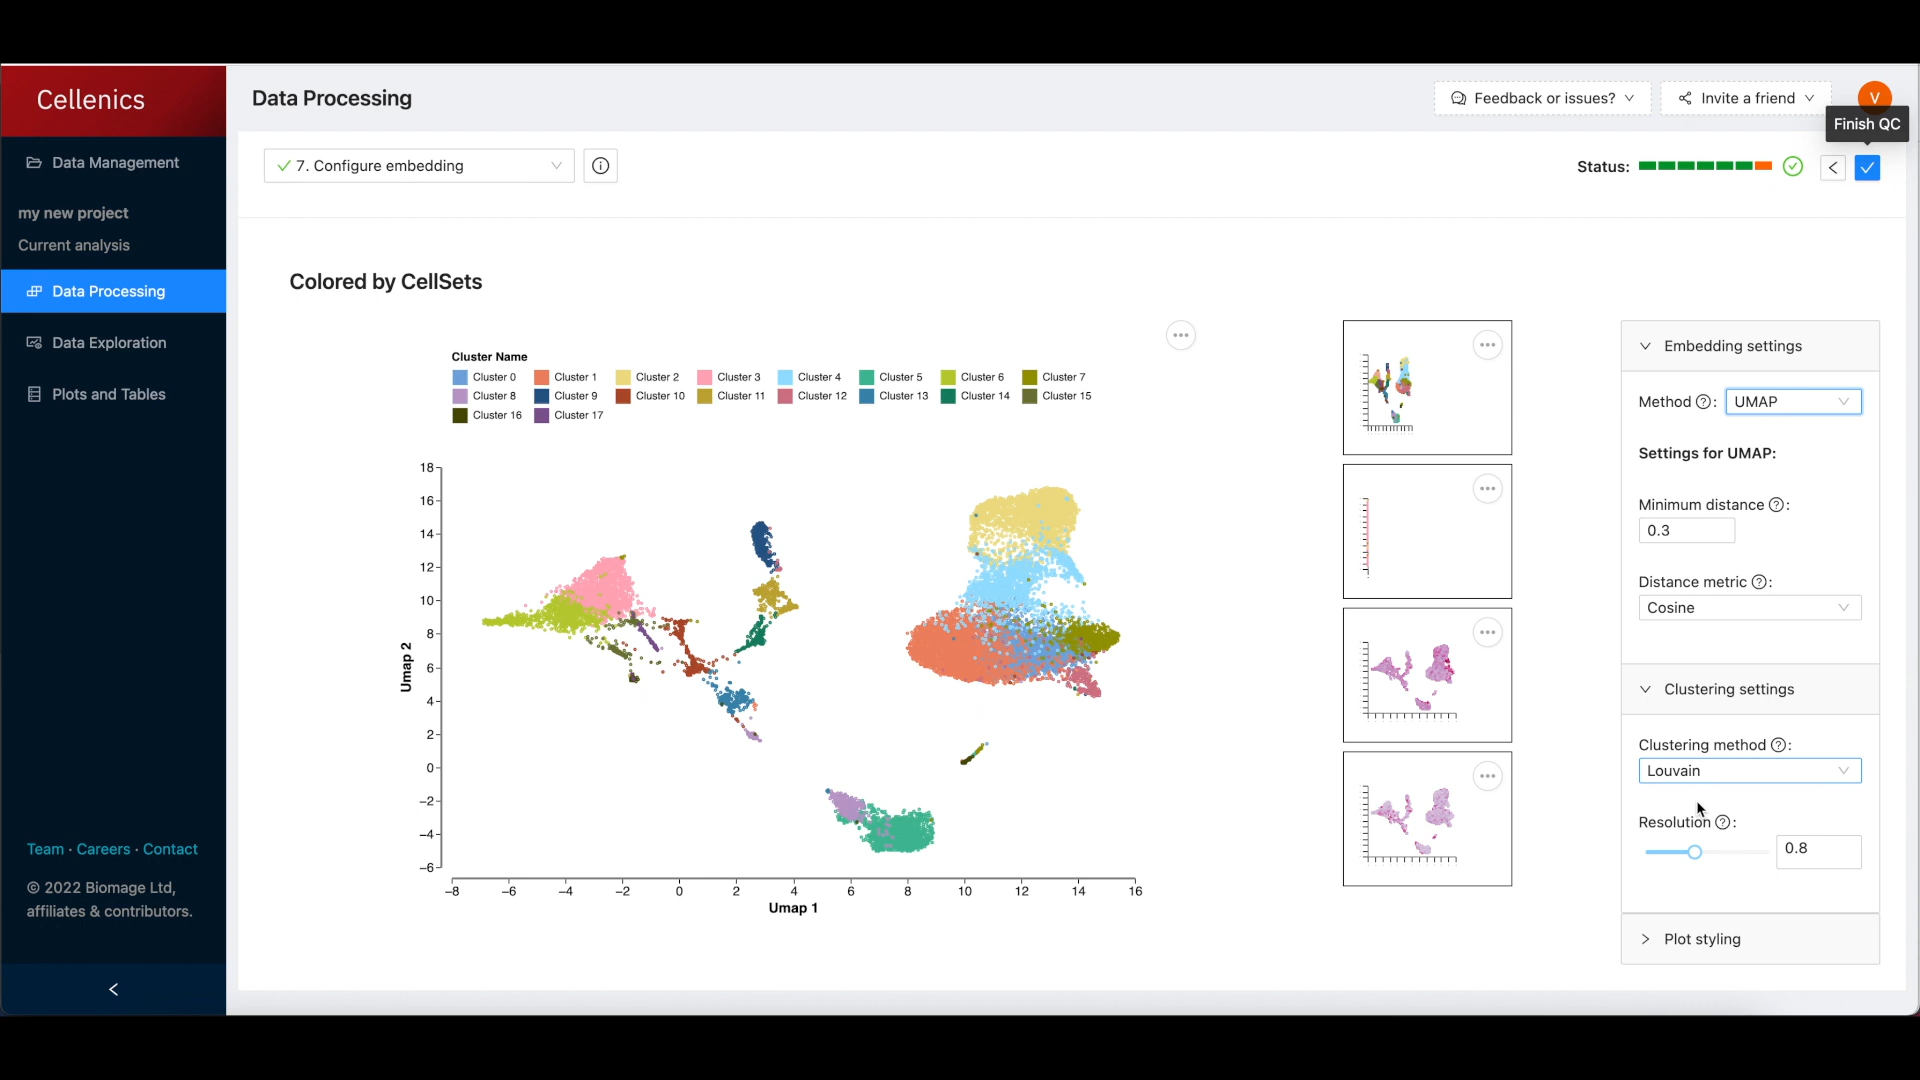 Cellenics
Data Processing
Feedback or issues?
Invite a friend
V
Finish QC
Data Management
7. Configure embedding
Status:
my new project
Current analysis
Data Processing
Data Exploration
Plots and Tables
Colored by CellSets
Cluster Name
Cluster 0 Cluster 1 Cluster 2 Cluster 3 Cluster 4 Cluster 5 Cluster 6 Cluster 7
Cluster 8 Cluster 9 Cluster 10 Cluster 11 Cluster 12 Cluster 13 Cluster 14 Cluster 15
Cluster 16 Cluster 17
18
16
14
12
10
8
6
4
2
0
−2
−4
−6
Umap 2
−8 −6 −4 −2 0 2 4 6 8 10 12 14 16
Umap 1
Embedding settings
Method ?: UMAP
Settings for UMAP:
Minimum distance ?:
0.3
Distance metric ?:
Cosine
Clustering settings
Clustering method ?:
Louvain
Resolution ?:
0.8
Plot styling
Team · Careers · Contact
© 2022 Biomage Ltd,
affiliates & contributors.